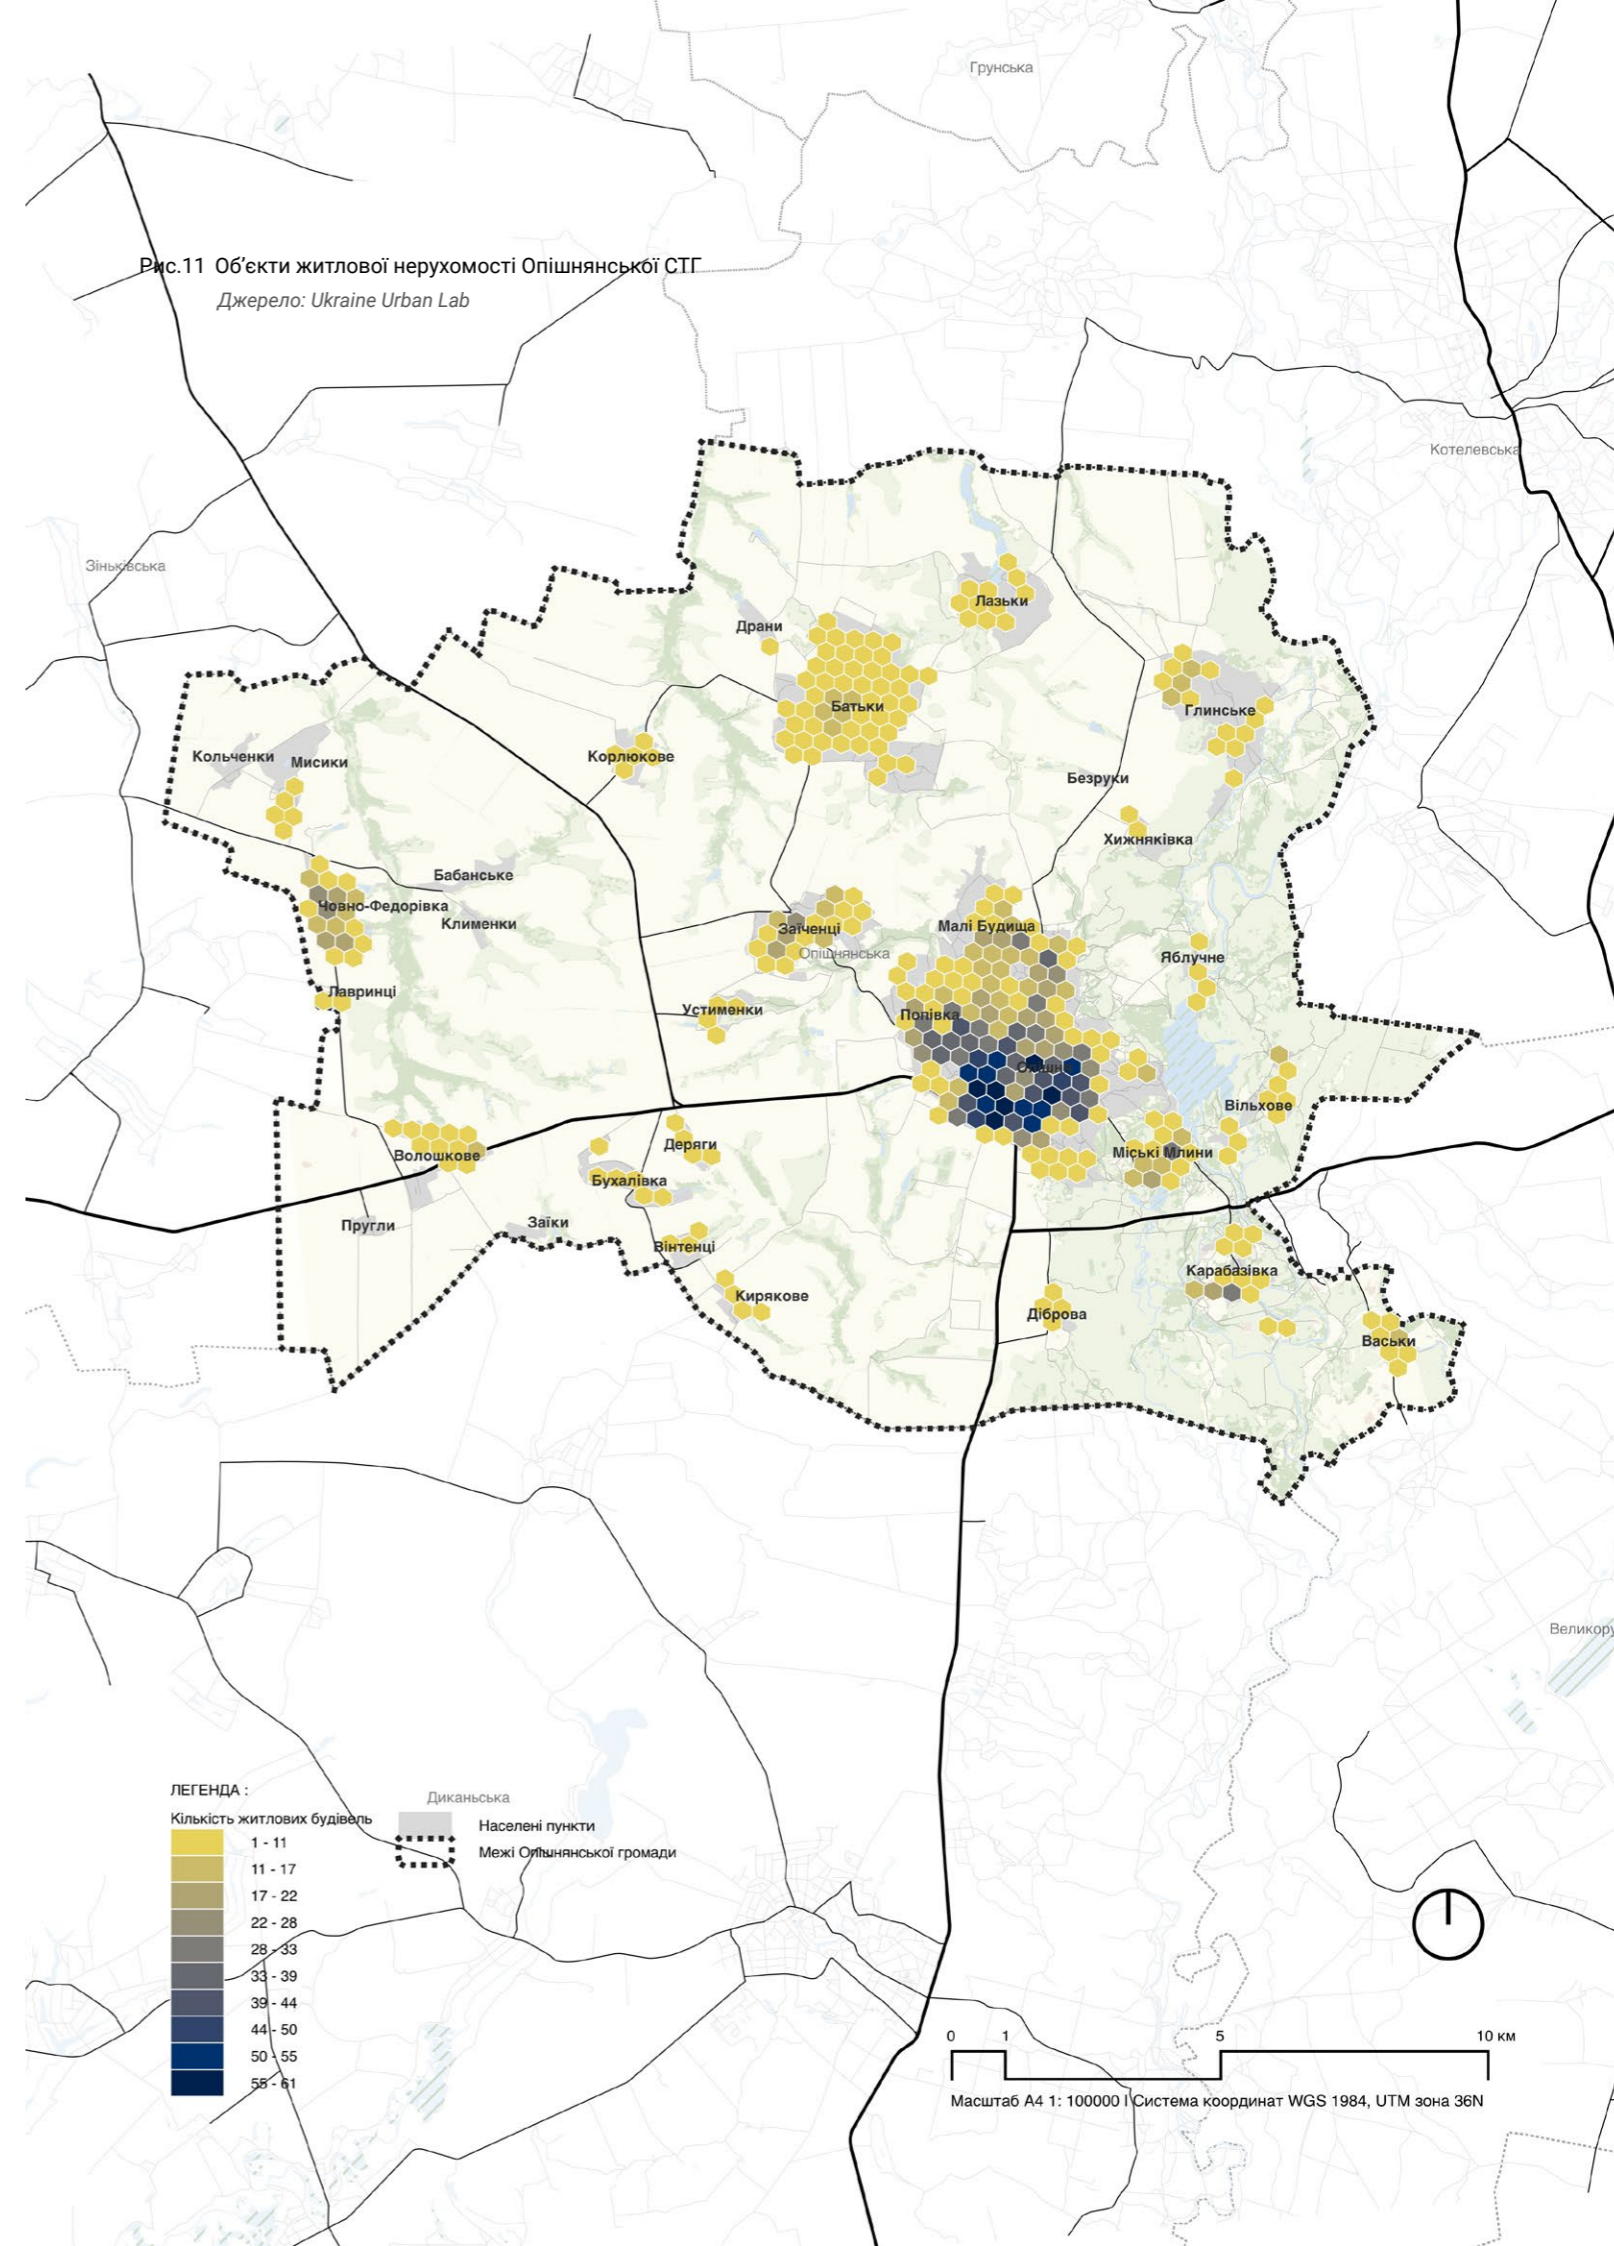 Грунська
Рис.11 Об'єкти житлової нерухомості Опішнянської СТГ
Джерело: Ukraine Urban Lab
Котелевська
Зіньківська
Лазьки
Драни
Батьки
Глинське
Кольченки
Мисики
Корлюкове
Безруки
Хижняківка
Бабанське
Човно-Федорівка
Клименки
Заїченці
Малі Будища
Опішнянська
Яблучне
Лавринці
Устименки
Попівка
Опішня
Вільхове
Деряги
Волошкове
Міські Млини
Бухалівка
Пругли
Заїки
Вінтенці
Карабазівка
Кирякове
Діброва
Васьки
Великору
ЛЕГЕНДА :
Диканьська
Кількість житлових будівель
Населені пункти
1 - 11
Межі Опішнянської громади
11 - 17
17 - 22
22 - 28
28 - 33
33 - 39
39 - 44
44 - 50
50 - 55
55 - 61
0 1 5 10 км
Масштаб А4 1: 100000 | Система координат WGS 1984, UTM зона 36N